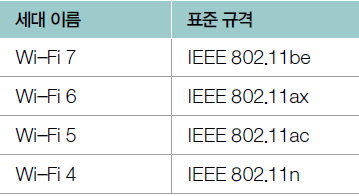 세대 이름 표준 규격
Wi-Fi 7 IEEE 802.11be
Wi-Fi 6 IEEE 802.11ax
Wi-Fi 5 IEEE 802.11ac
Wi-Fi 4 IEEE 802.11n